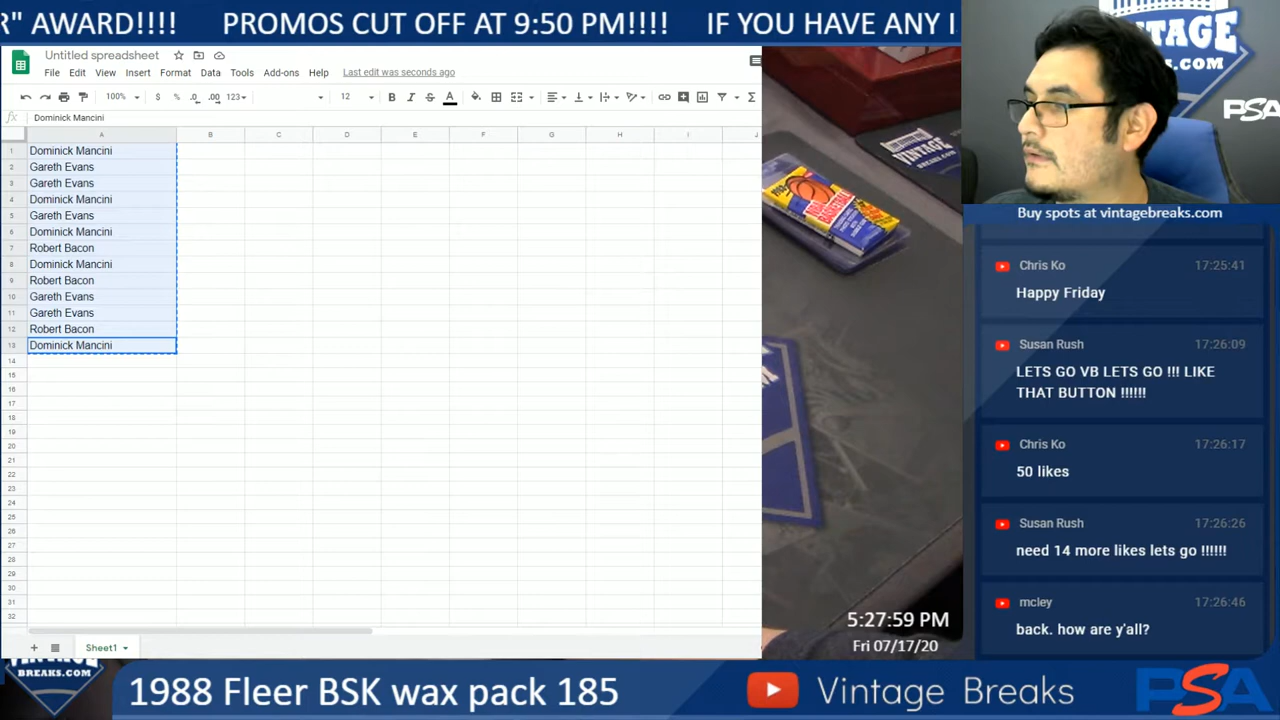 R" AWARD!!!! PROMOS CUT OFF AT 9:50 PM!!!! IF YOU HAVE ANY
Untitled spreadsheet
File Edit View Insert Format Data Tools Add-ons Help Last edit was seconds ago
100% $ % .0 .00 123 12 B I S A
fx Dominick Mancini
A B C D E F G H I J
1 Dominick Mancini
2 Gareth Evans
3 Gareth Evans
4 Dominick Mancini
5 Gareth Evans
6 Dominick Mancini
7 Robert Bacon
8 Dominick Mancini
9 Robert Bacon
10 Gareth Evans
11 Gareth Evans
12 Robert Bacon
13 Dominick Mancini
14
15
16
17
18
19
20
21
22
23
24
25
26
27
28
29
30
31
32
Sheet1
VINTAGE
BASKETBALL
VINTAGE
.COM
PSA
Buy spots at vintagebreaks.com
Chris Ko 17:25:41
Happy Friday
Susan Rush 17:26:09
LETS GO VB LETS GO !!! LIKE
THAT BUTTON !!!!!!
Chris Ko 17:26:17
50 likes
Susan Rush 17:26:26
need 14 more likes lets go !!!!!!
mcley 17:26:46
back. how are y'all?
5:27:59 PM
Fri 07/17/20
VINTAGE
BREAKS.COM
1988 Fleer BSK wax pack 185
Vintage Breaks
PSA